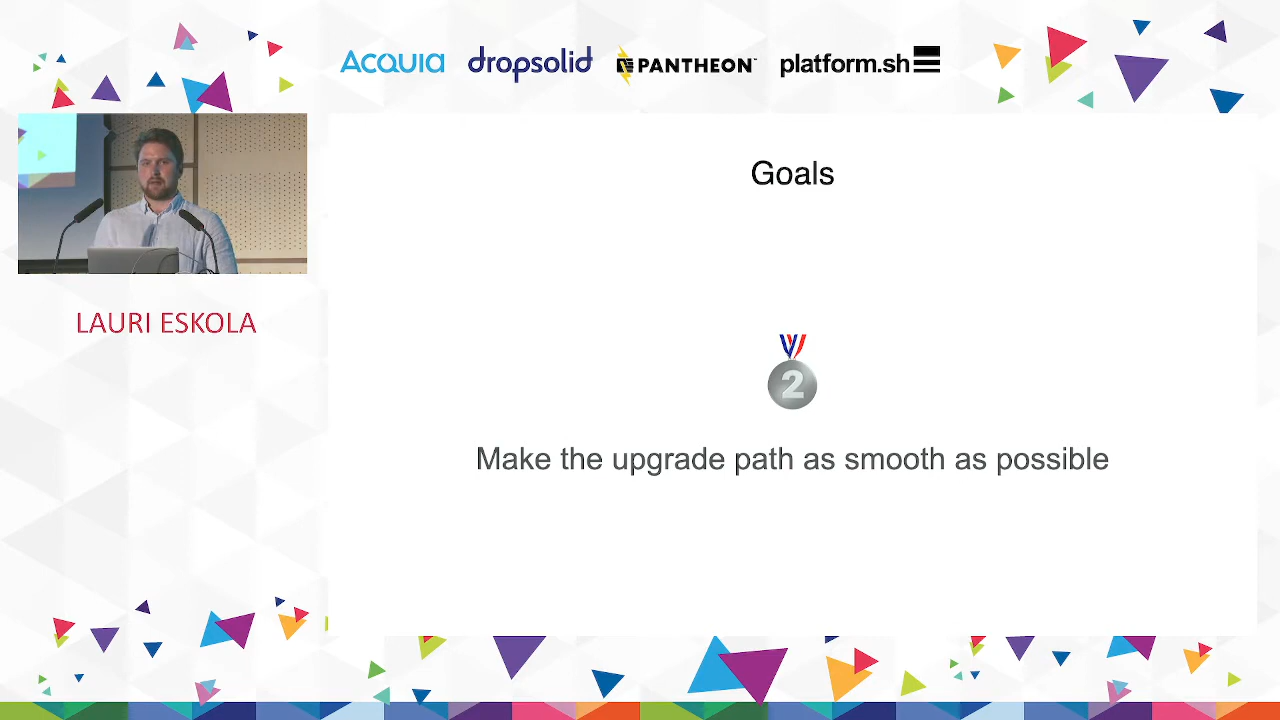 Acquia
dropsolid
PANTHEON
platform.sh
Goals
LAURI ESKOLA
2
Make the upgrade path as smooth as possible